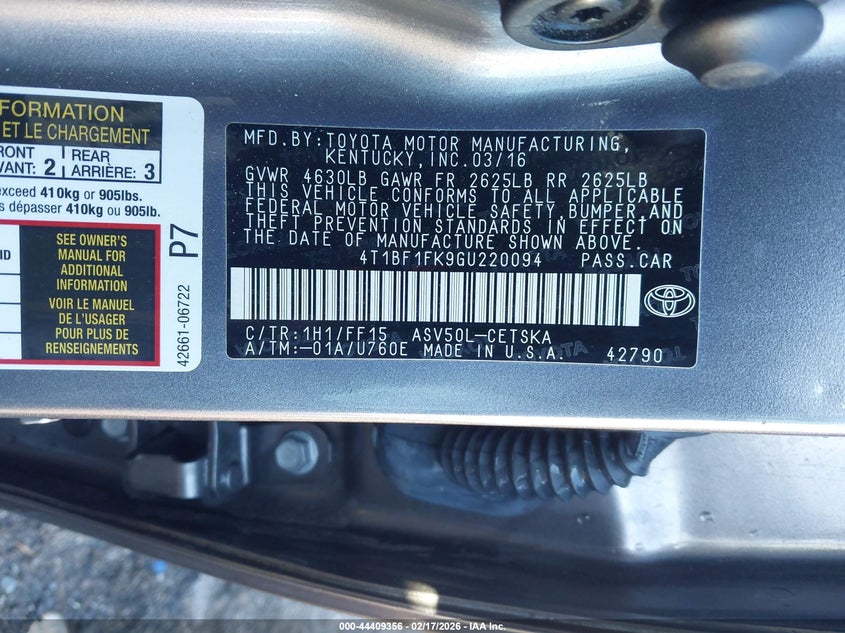 FORMATION
ET LE CHARGEMENT
FRONT
VANT: 2
REAR
ARRIÈRE: 3
exceed 410kg or 905lbs.
s dépasser 410kg ou 905lb.
SEE OWNER'S
MANUAL FOR
ADDITIONAL
INFORMATION
VOIR LE MANUEL
DE L'USAGER
POUR PLUS DE
RENSEIGNEMENTS
P7
42661-06722
MFD.BY:TOYOTA MOTOR MANUFACTURING,
KENTUCKY,INC.03/16
GVWR 4630LB GAWR FR 2625LB RR 2625LB
THIS VEHICLE CONFORMS TO ALL APPLICABLE
FEDERAL MOTOR VEHICLE SAFETY,BUMPER,AND
THEFT PREVENTION STANDARDS IN EFFECT ON
THE DATE OF MANUFACTURE SHOWN ABOVE.
4T1BF1FK9GU220094 PASS.CAR
C/TR:1H1/FF15 ASV50L-CETSKA
A/TM:-01A/U760E MADE IN U.S.A. 42790
000-44409356 - 02/17/2026 - IAA Inc.